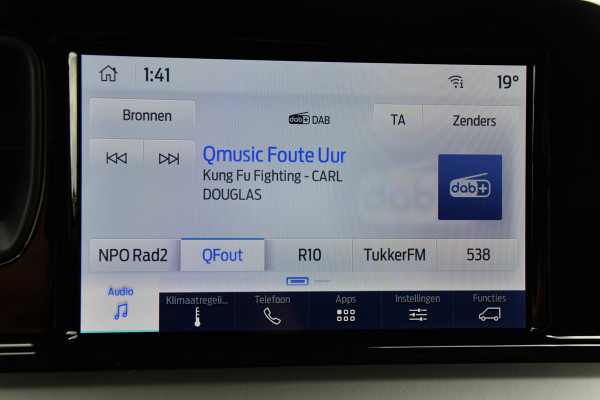 1:41
19°
Bronnen
dab+ DAB
TA
Zenders
Qmusic Foute Uur
Kung Fu Fighting - CARL
DOUGLAS
dab+
NPO Rad2
QFout
R10
TukkerFM
538
Audio
Klimaatregeli...
Telefoon
Apps
Instellingen
Functies